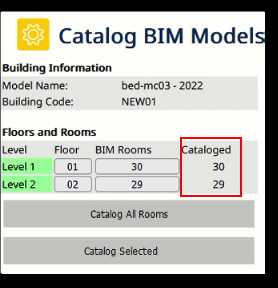 Catalog BIM Models
Building Information
Model Name: bed-mc03 - 2022
Building Code: NEW01
Floors and Rooms
Level Floor BIM Rooms Cataloged
Level 1 01 30 30
Level 2 02 29 29
Catalog All Rooms
Catalog Selected